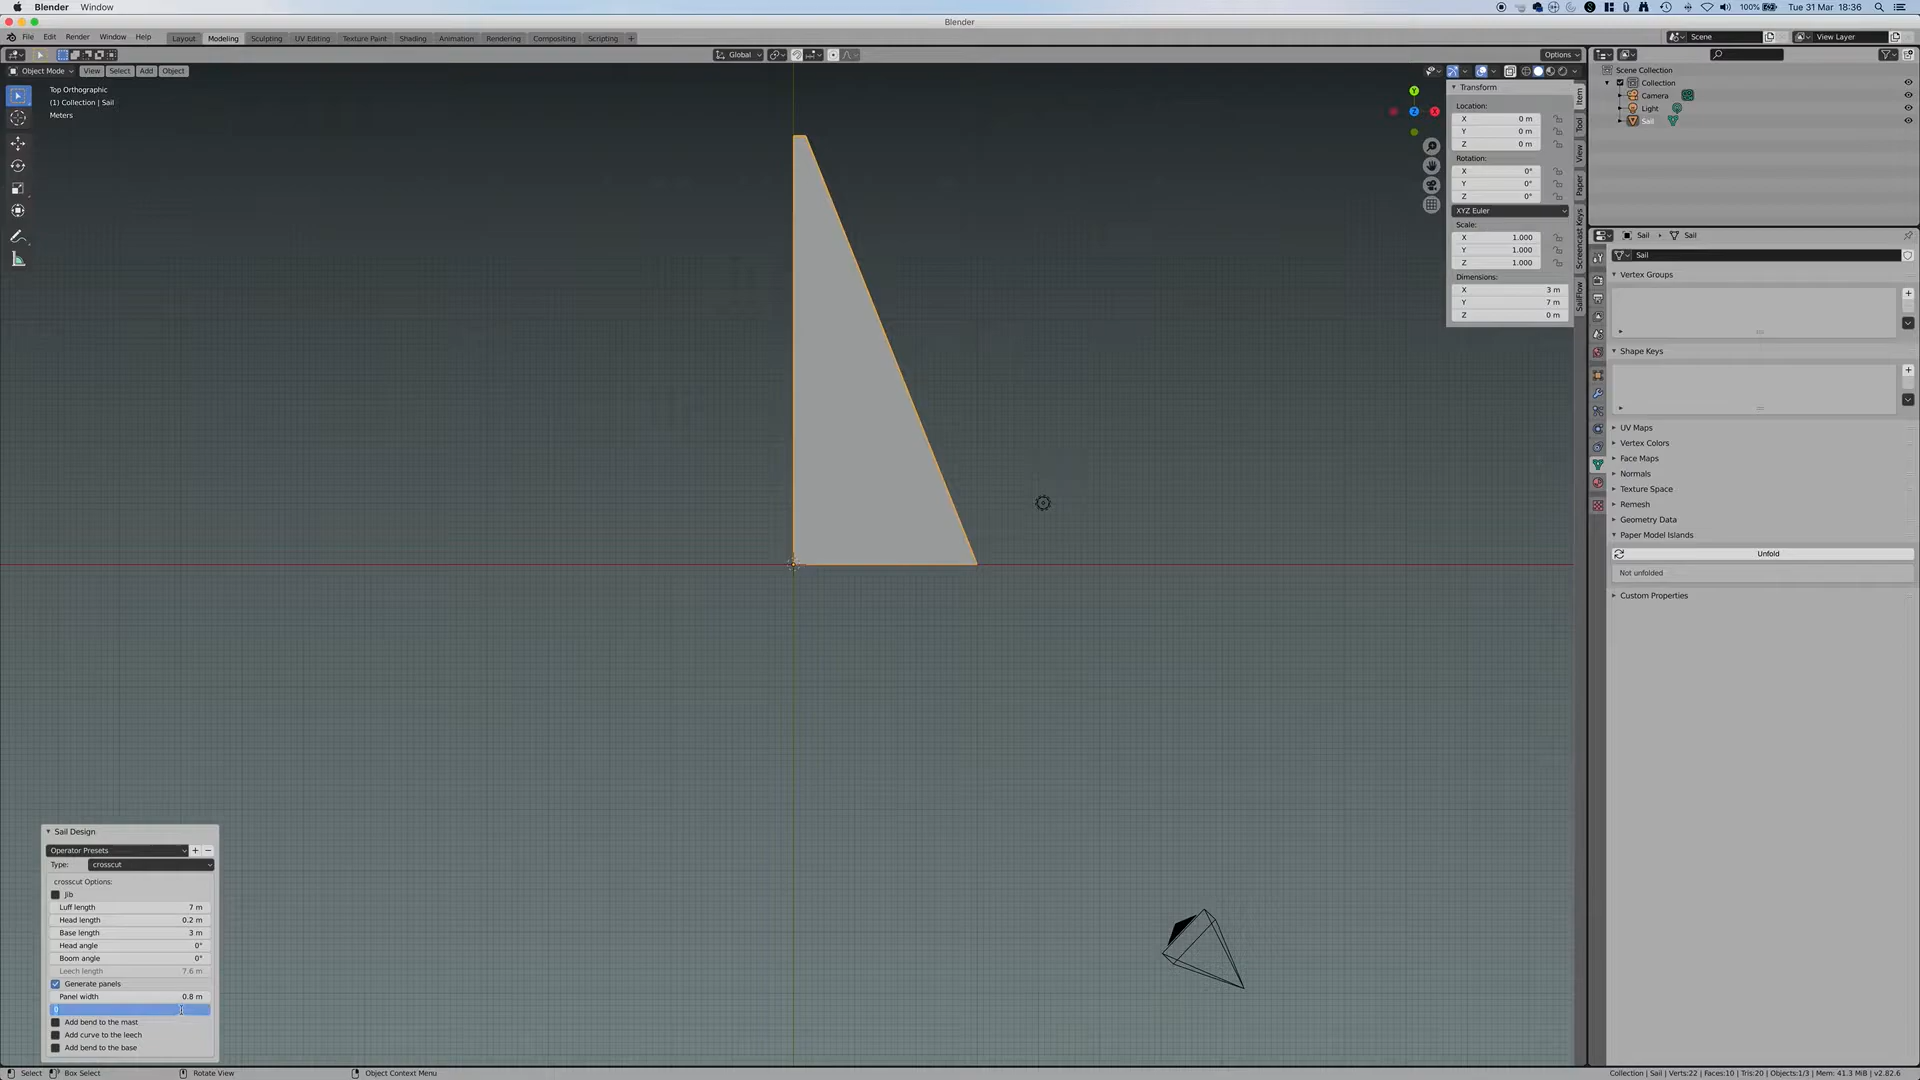 Blender Window
100% Tue 31 Mar 18:36
Blender
File Edit Render Window Help
Layout Modeling Sculpting UV Editing Texture Paint Shading Animation Rendering Compositing Scripting +
Scene
View Layer
Global
Options
Object Mode View Select Add Object
Top Orthographic
(1) Collection | Sail
Meters
Y
X
Z
Transform
Location:
X 0 m
Y 0 m
Z 0 m
Rotation:
X 0°
Y 0°
Z 0°
XYZ Euler
Scale:
X 1.000
Y 1.000
Z 1.000
Dimensions:
X 3 m
Y 7 m
Z 0 m
Item
Tool
View
Paper
Screencast Keys
SailFlow
Scene Collection
Collection
Camera
Light
Sail
Sail Sail
Sail
Vertex Groups
Shape Keys
UV Maps
Vertex Colors
Face Maps
Normals
Texture Space
Remesh
Geometry Data
Paper Model Islands
Unfold
Not unfolded
Custom Properties
Sail Design
Operator Presets + −
Type: crosscut
crosscut Options:
Jib
Luff length 7 m
Head length 0.2 m
Base length 3 m
Head angle 0°
Boom angle 0°
Leech length 7.6 m
Generate panels
Panel width 0.8 m
Add bend to the mast
Add curve to the leech
Add bend to the base
Select Box Select Rotate View Object Context Menu
Collection | Sail | Verts:22 | Faces:10 | Tris:20 | Objects:1/3 | Mem: 41.3 MiB | v2.82.6